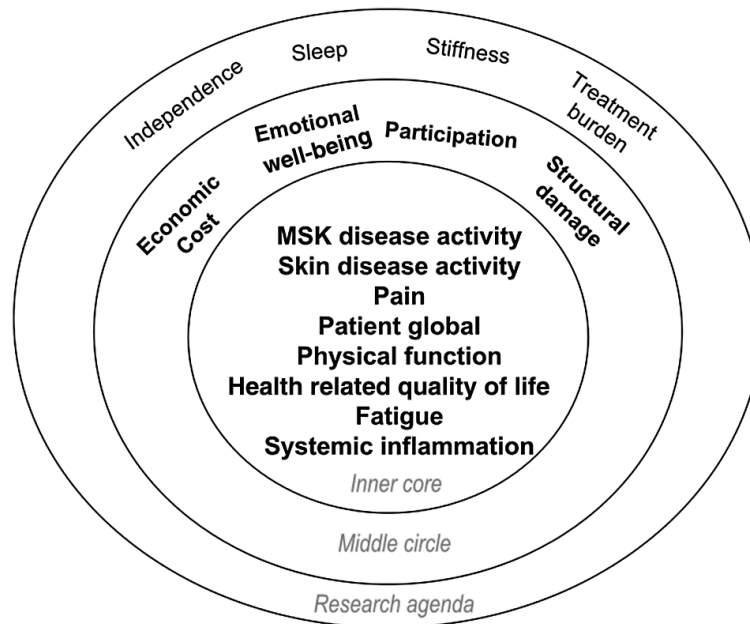 Independence
Sleep
Stiffness
Treatment
burden
Economic
Cost
Emotional
well-being
Participation
Structural
damage
MSK disease activity
Skin disease activity
Pain
Patient global
Physical function
Health related quality of life
Fatigue
Systemic inflammation
Inner core
Middle circle
Research agenda